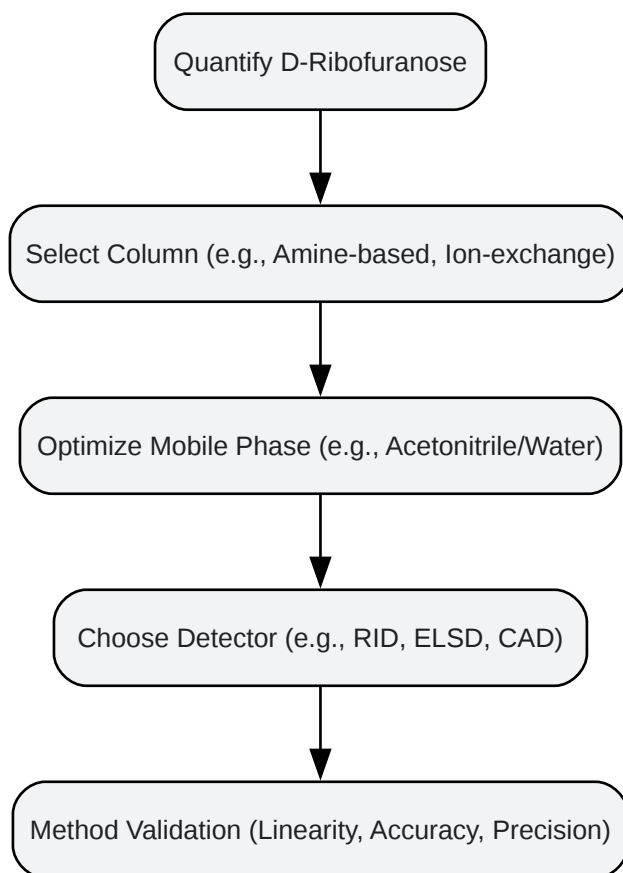 Quantify D-Ribofuranose
Select Column (e.g., Amine-based, Ion-exchange)
Optimize Mobile Phase (e.g., Acetonitrile/Water)
Choose Detector (e.g., RID, ELSD, CAD)
Method Validation (Linearity, Accuracy, Precision)